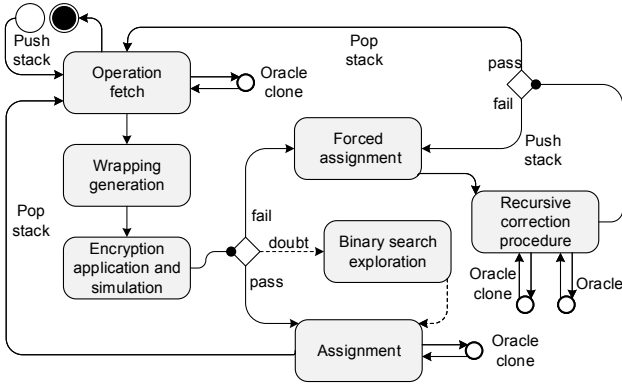 Push
stack
Operation
fetch
Oracle
clone
Pop
stack
pass
fail
Push
stack
Wrapping
generation
Forced
assignment
Pop
stack
Encryption
application and
simulation
fail
doubt
pass
Binary search
exploration
Recursive
correction
procedure
Oracle
clone
Oracle
Assignment
Oracle
clone